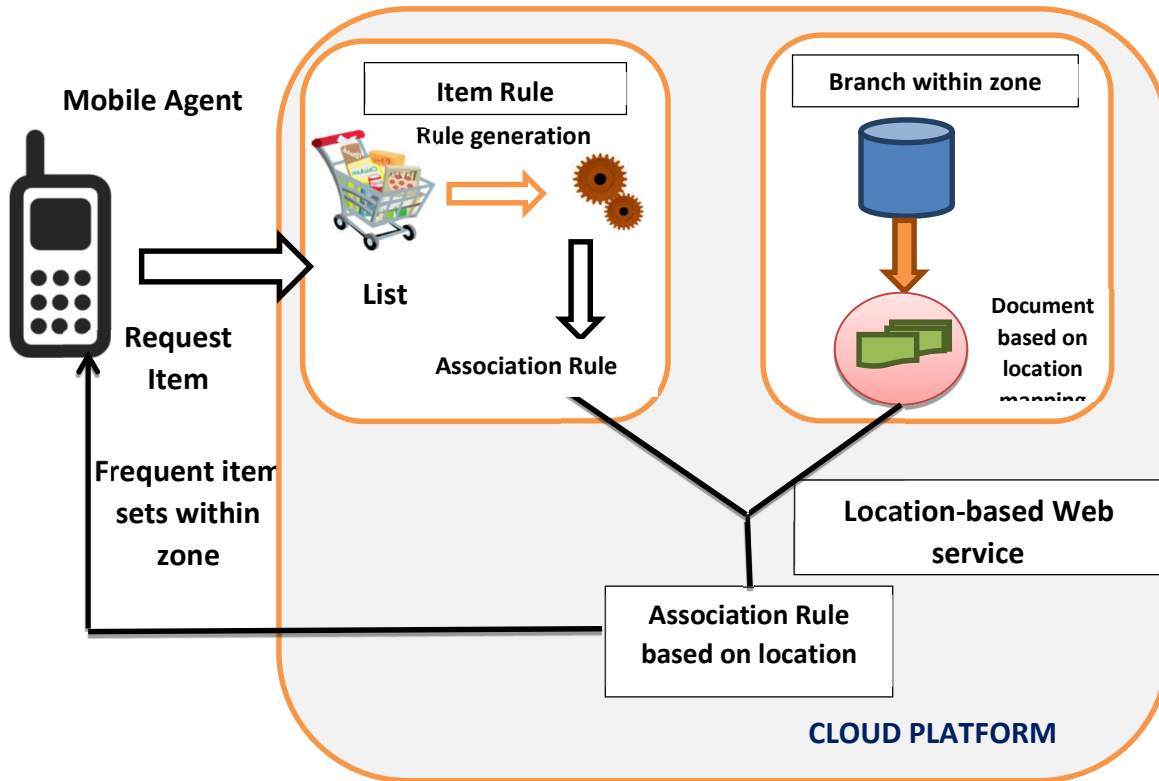 Mobile Agent
Request
Item
Frequent item
sets within
zone
Item Rule
Rule generation
List
Association Rule
Branch within zone
Document
based on
location
mapping
Location-based Web
service
Association Rule
based on location
CLOUD PLATFORM